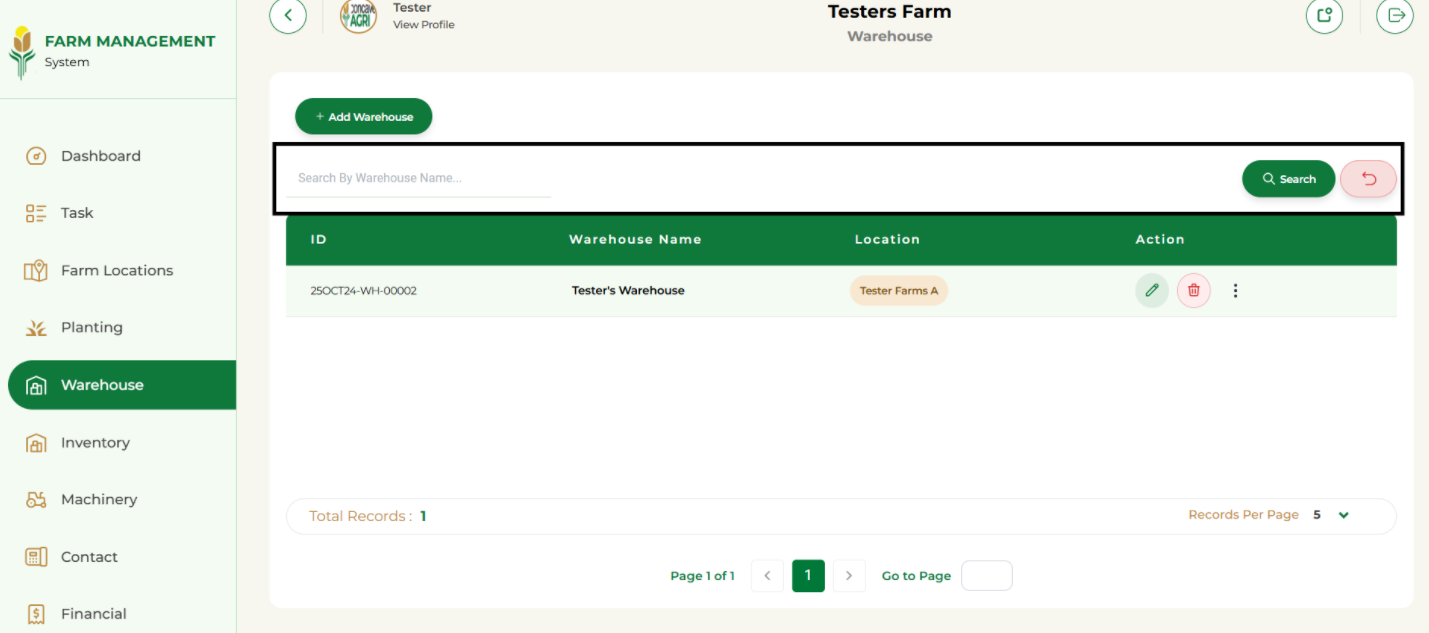 FARM MANAGEMENT
System
Dashboard
Task
Farm Locations
Planting
Warehouse
Inventory
Machinery
Contact
Financial
CONCAVE
AGRI
Tester
View Profile
Testers Farm
Warehouse
+ Add Warehouse
Search By Warehouse Name...
Search
ID Warehouse Name Location Action
25OCT24-WH-00002 Tester's Warehouse Tester Farms A
Total Records : 1
Records Per Page 5
Page 1 of 1 < 1 > Go to Page